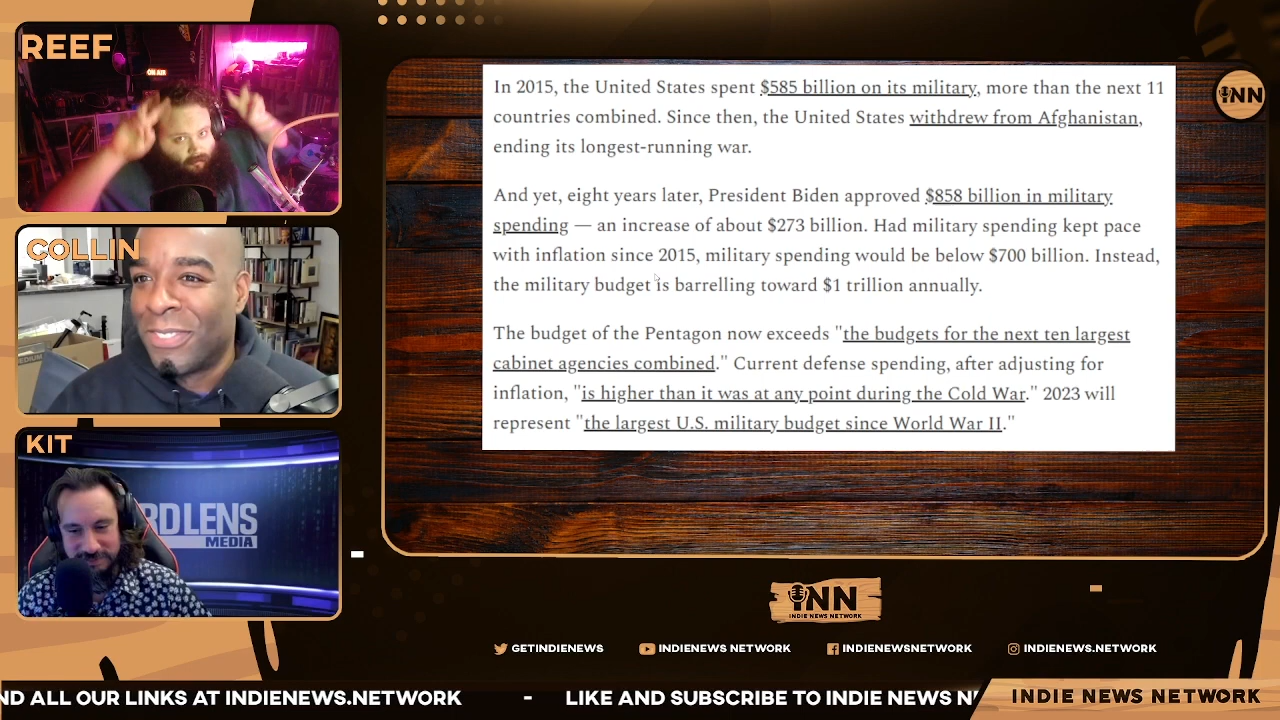 REEF
ON AIR
COLLIN
MEDIUM
KIT
RDLENS
MEDIA
In 2015, the United States spent $585 billion on its military, more than the next 11
countries combined. Since then, the United States withdrew from Afghanistan,
ending its longest-running war.
And yet, eight years later, President Biden approved $858 billion in military
spending — an increase of about $273 billion. Had military spending kept pace
with inflation since 2015, military spending would be below $700 billion. Instead,
the military budget is barrelling toward $1 trillion annually.
The budget of the Pentagon now exceeds "the budgets for the next ten largest
cabinet agencies combined." Current defense spending, after adjusting for
inflation, "is higher than it was at any point during the Cold War." 2023 will
represent "the largest U.S. military budget since World War II."
INN
INN
INDIE NEWS NETWORK
GETINDIENEWS
INDIENEWS NETWORK
INDIENEWSNETWORK
INDIENEWS.NETWORK
ND ALL OUR LINKS AT INDIENEWS.NETWORK - LIKE AND SUBSCRIBE TO INDIE NEWS N
INDIE NEWS NETWORK